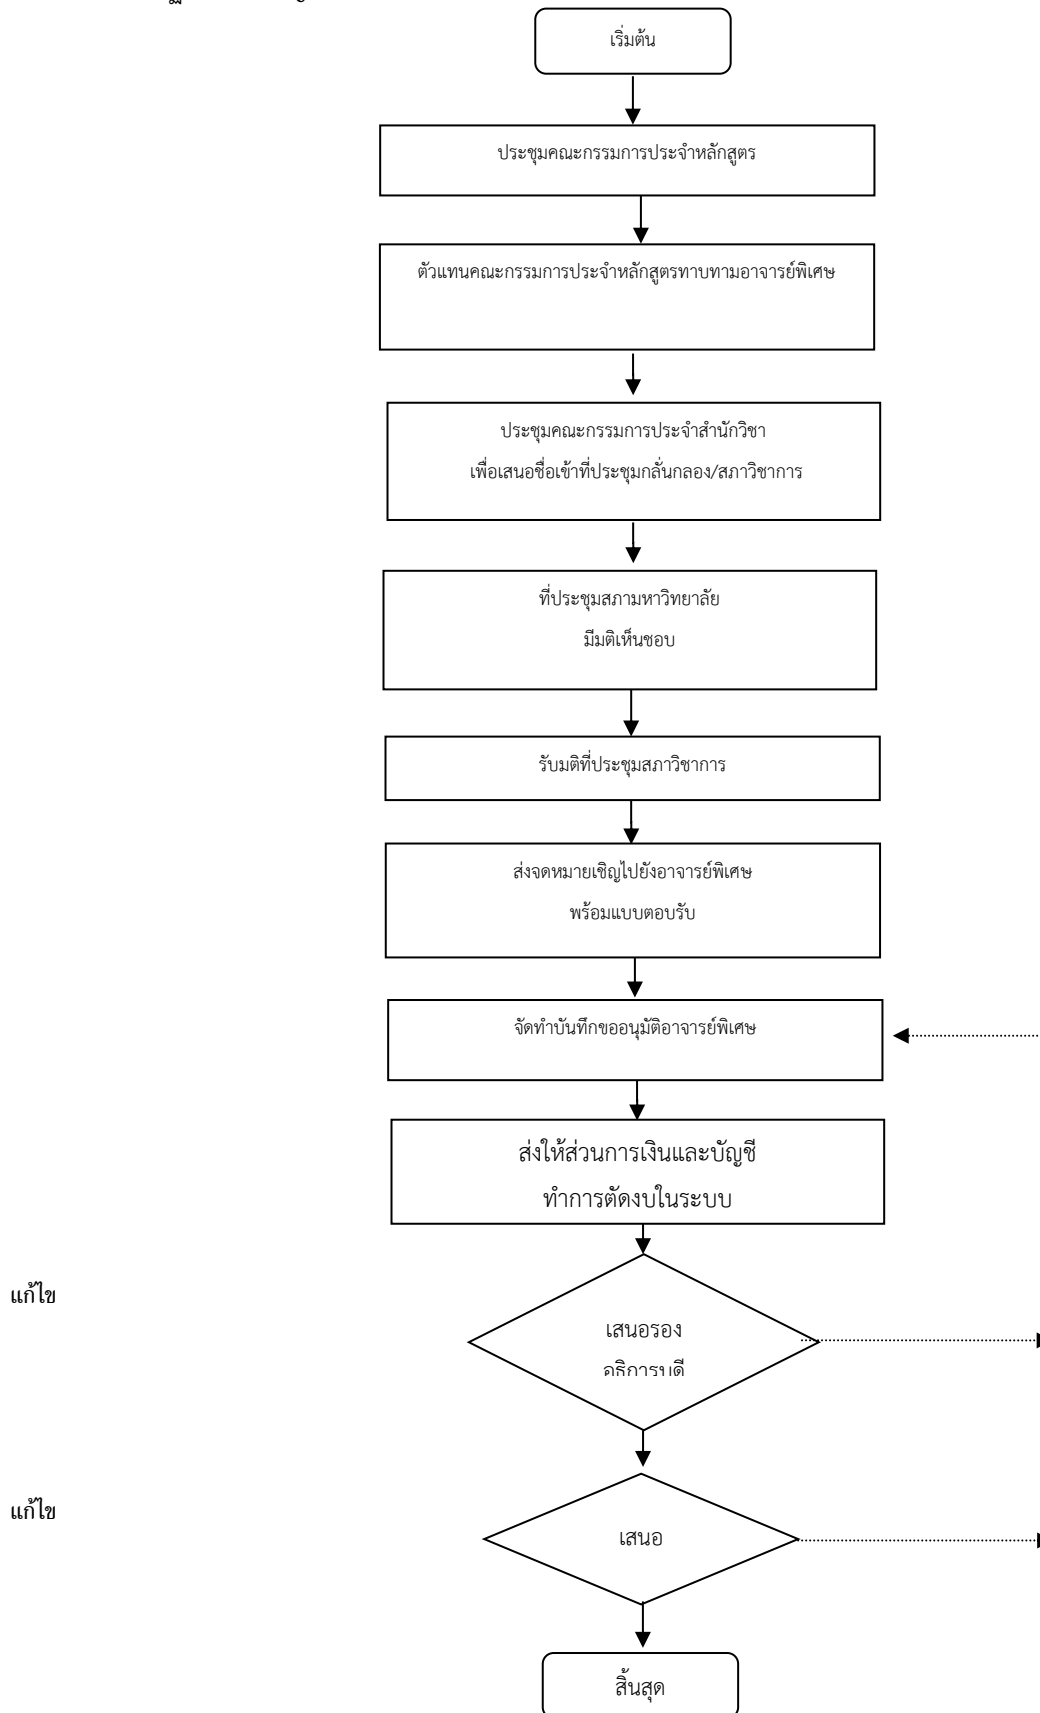 เริ่มต้น
ประชุมคณะกรรมการประจำหลักสูตร
ตัวแทนคณะกรรมการประจำหลักสูตรทาบทามอาจารย์พิเศษ
ประชุมคณะกรรมการประจำสำนักวิชา
เพื่อเสนอชื่อเข้าที่ประชุมกลั่นกลอง/สภาวิชาการ
ที่ประชุมสภามหาวิทยาลัย
มีมติเห็นชอบ
รับมติที่ประชุมสภาวิชาการ
ส่งจดหมายเชิญไปยังอาจารย์พิเศษ
พร้อมแบบตอบรับ
จัดทำบันทึกขออนุมัติอาจารย์พิเศษ
ส่งให้ส่วนการเงินและบัญชี
ทำการตัดงบในระบบ
แก้ไข
เสนอรอง
อธิการบดี
แก้ไข
เสนอ
สิ้นสุด